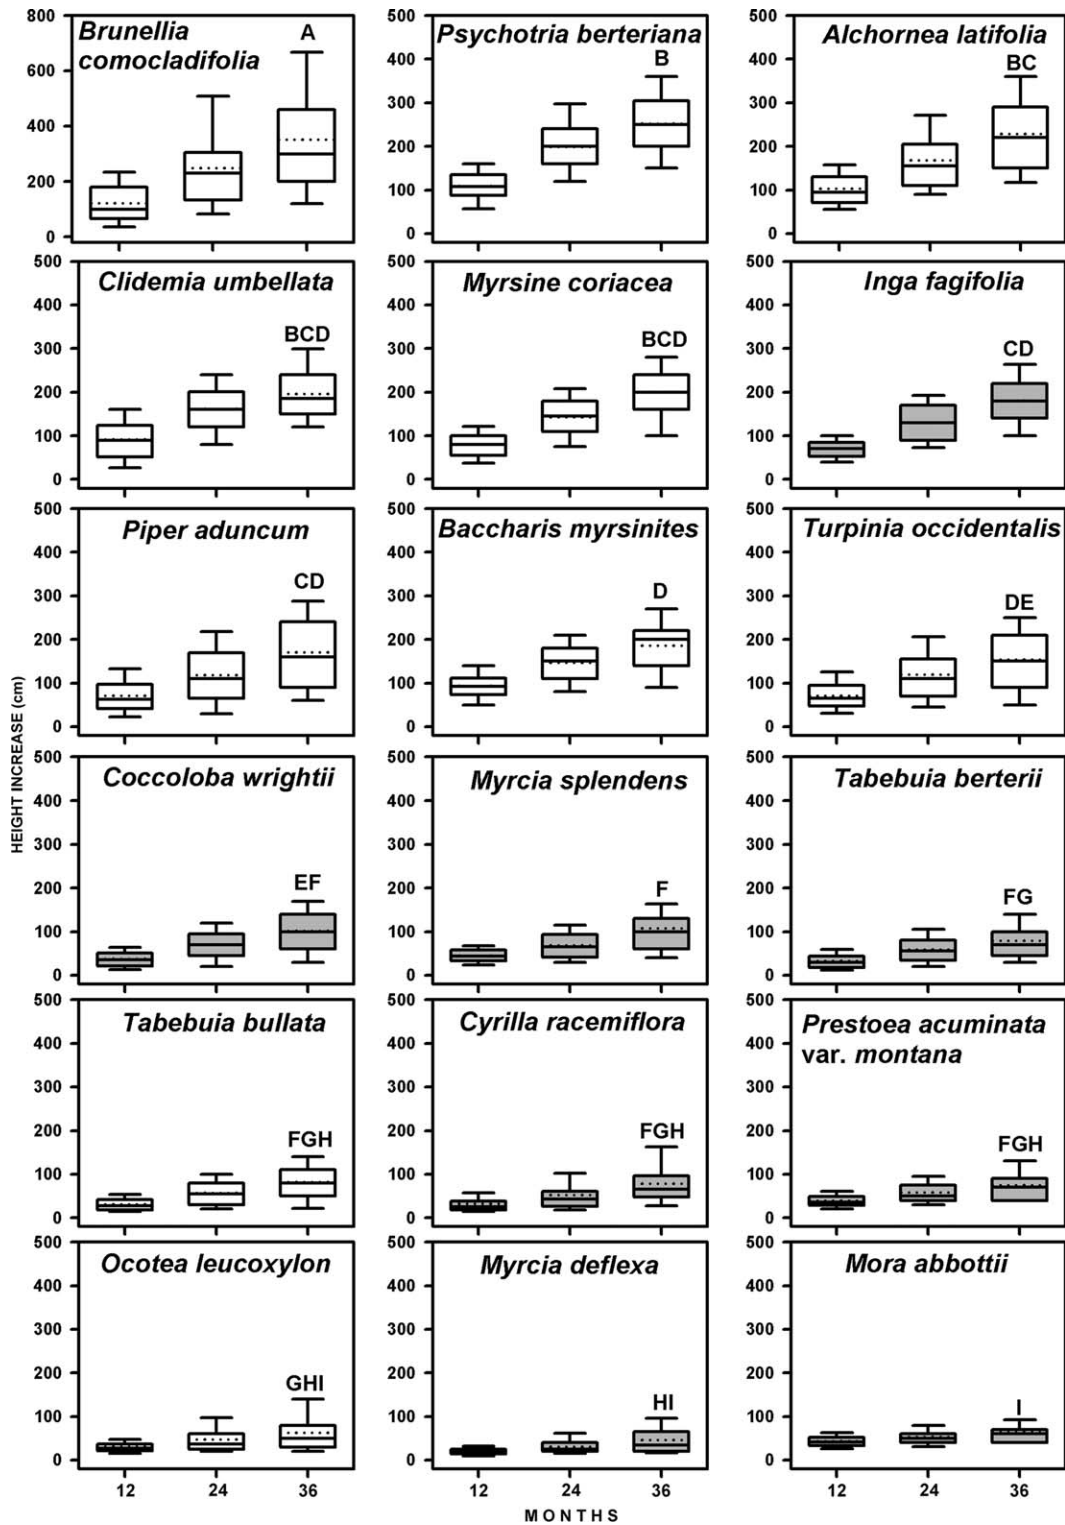 Brunellia
comocladifolia
A
800
600
400
200
0
Psychotria berteriana
B
500
400
300
200
100
0
Alchornea latifolia
BC
500
400
300
200
100
0
Clidemia umbellata
BCD
500
400
300
200
100
0
Myrsine coriacea
BCD
500
400
300
200
100
0
Inga fagifolia
CD
500
400
300
200
100
0
Piper aduncum
CD
500
400
300
200
100
0
Baccharis myrsinites
D
500
400
300
200
100
0
Turpinia occidentalis
DE
500
400
300
200
100
0
HEIGHT INCREASE (cm)
Coccoloba wrightii
EF
500
400
300
200
100
0
Myrcia splendens
F
500
400
300
200
100
0
Tabebuia berterii
FG
500
400
300
200
100
0
Tabebuia bullata
FGH
500
400
300
200
100
0
Cyrilla racemiflora
FGH
500
400
300
200
100
0
Prestoea acuminata
var. montana
FGH
500
400
300
200
100
0
Ocotea leucoxylon
GHI
500
400
300
200
100
0
12 24 36
Myrcia deflexa
HI
500
400
300
200
100
0
12 24 36
Mora abbottii
I
500
400
300
200
100
0
12 24 36
MONTHS